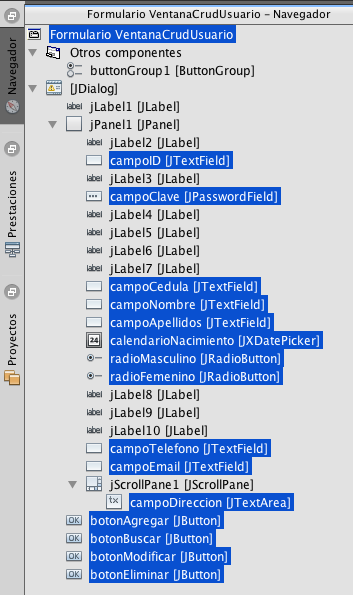 Formulario VentanaCrudUsuario – Navegador
Formulario VentanaCrudUsuario
Otros componentes
buttonGroup1 [ButtonGroup]
[JDialog]
jLabel1 [JLabel]
jPanel1 [JPanel]
jLabel2 [JLabel]
campoID [JTextField]
jLabel3 [JLabel]
campoClave [JPasswordField]
jLabel4 [JLabel]
jLabel5 [JLabel]
jLabel6 [JLabel]
jLabel7 [JLabel]
campoCedula [JTextField]
campoNombre [JTextField]
campoApellidos [JTextField]
calendarioNacimiento [JXDatePicker]
radioMasculino [JRadioButton]
radioFemenino [JRadioButton]
jLabel8 [JLabel]
jLabel9 [JLabel]
jLabel10 [JLabel]
campoTelefono [JTextField]
campoEmail [JTextField]
jScrollPane1 [JScrollPane]
campoDireccion [JTextArea]
botonAgregar [JButton]
botonBuscar [JButton]
botonModificar [JButton]
botonEliminar [JButton]
Navegador
Prestaciones
Proyectos